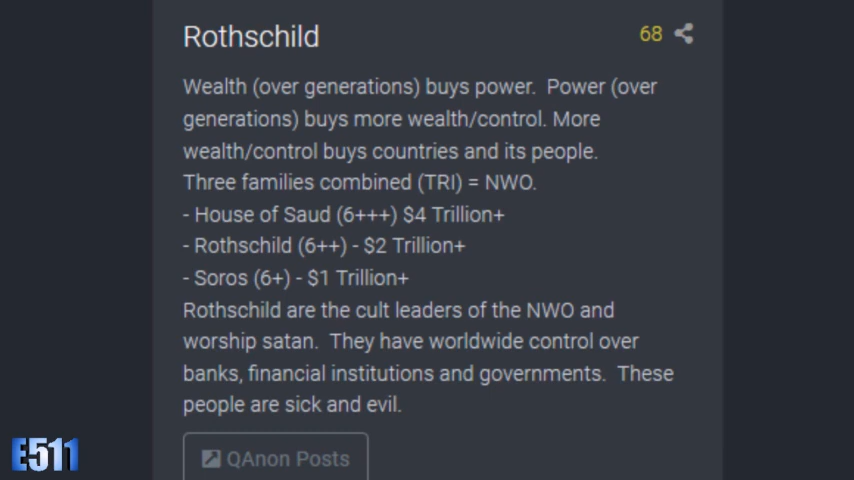 Rothschild
68
Wealth (over generations) buys power. Power (over
generations) buys more wealth/control. More
wealth/control buys countries and its people.
Three families combined (TRI) = NWO.
- House of Saud (6+++) $4 Trillion+
- Rothschild (6++) - $2 Trillion+
- Soros (6+) - $1 Trillion+
Rothschild are the cult leaders of the NWO and
worship satan. They have worldwide control over
banks, financial institutions and governments. These
people are sick and evil.
QAnon Posts
E511